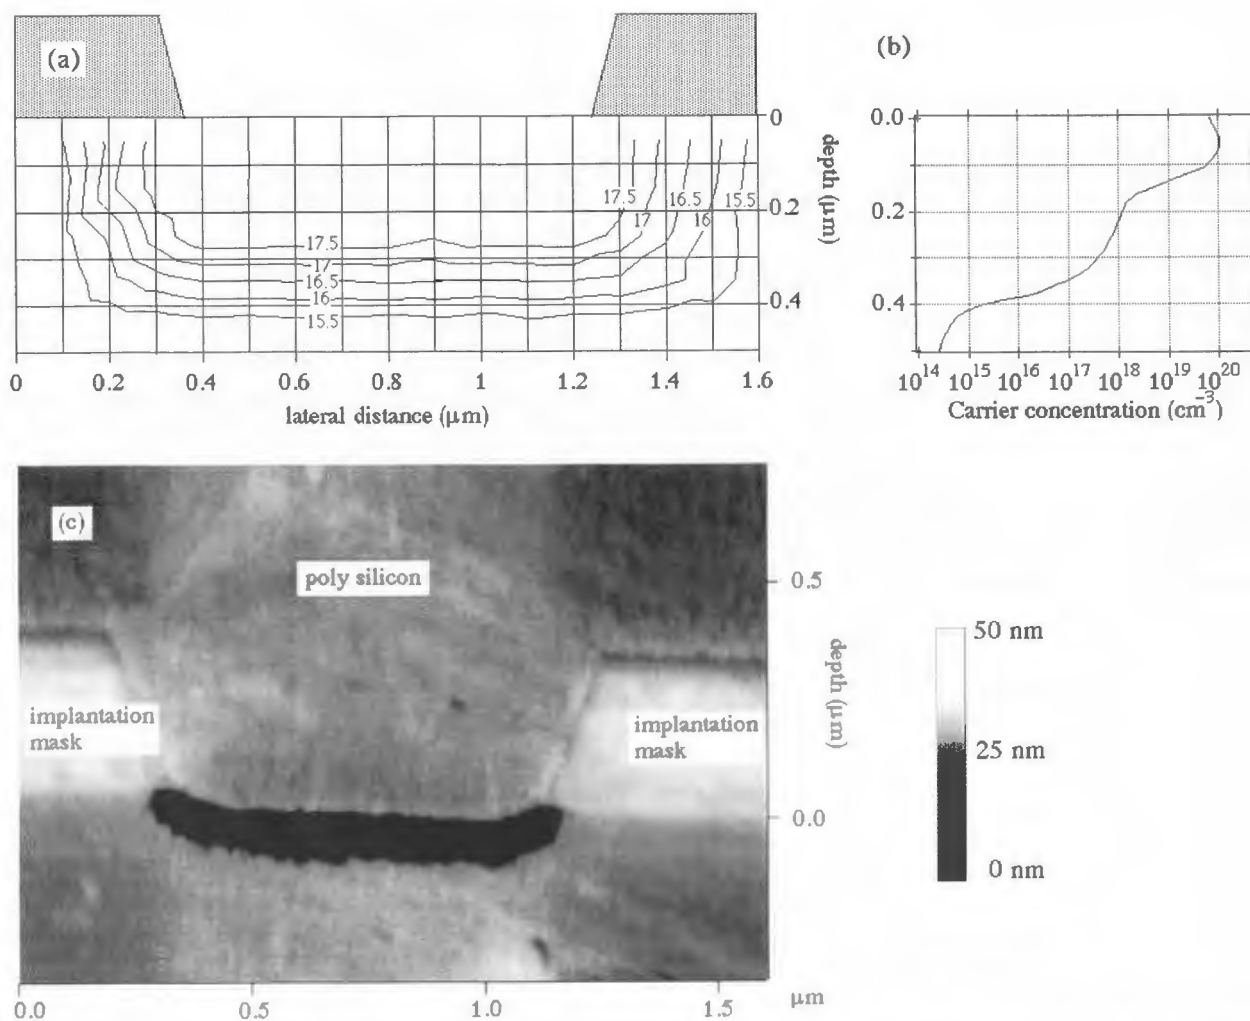 (a)
17.5
17
16.5
16
15.5
17.5
17
16.5
16
15.5
0
0.2
0.4
depth (μm)
0
0.2
0.4
0.6
0.8
1
1.2
1.4
1.6
lateral distance (μm)
(b)
0.0
0.2
0.4
10^14
10^15
10^16
10^17
10^18
10^19
10^20
Carrier concentration (cm^-3)
(c)
poly silicon
implantation
mask
implantation
mask
0.5
0.0
depth (μm)
0.0
0.5
1.0
1.5
μm
50 nm
25 nm
0 nm